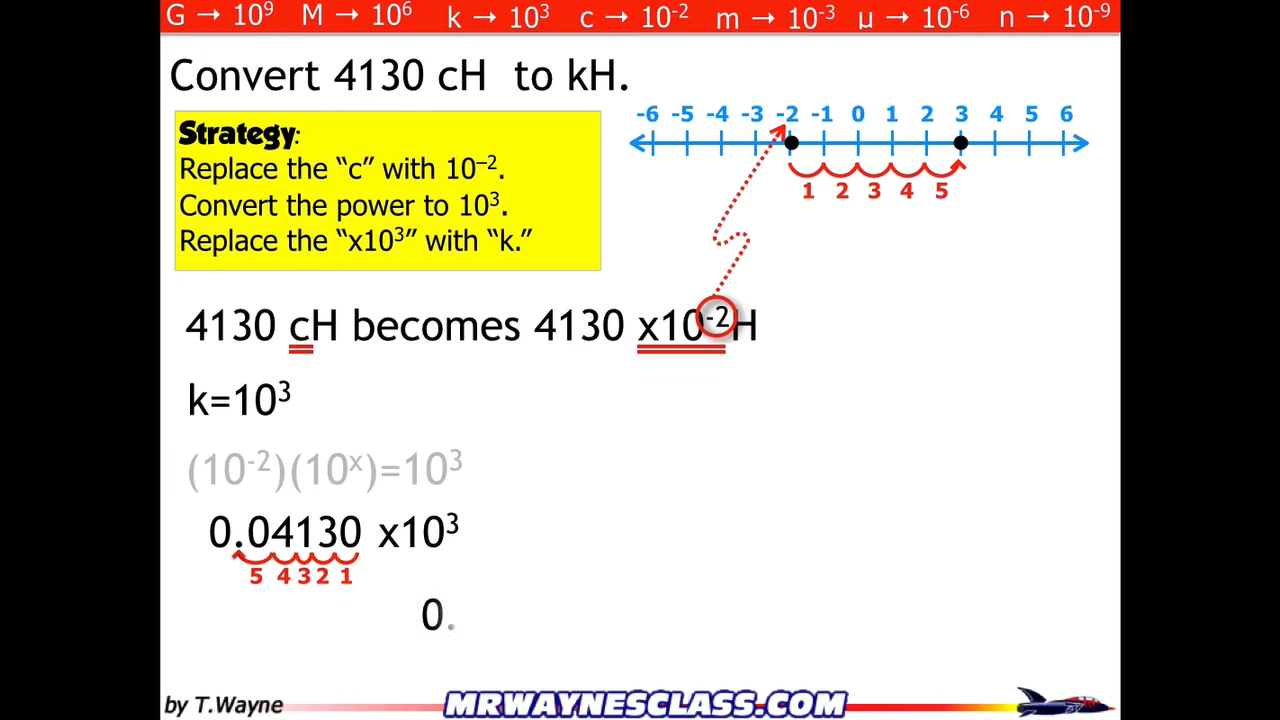 G → 10⁹ M → 10⁶ k → 10³ c → 10⁻² m → 10⁻³ µ → 10⁻⁶ n → 10⁻⁹
Convert 4130 cH to kH.
-6 -5 -4 -3 -2 -1 0 1 2 3 4 5 6
1 2 3 4 5
Strategy:
Replace the “c” with 10⁻².
Convert the power to 10³.
Replace the “x10³” with “k.”
4130 cH becomes 4130 x10⁻²H
k=10³
(10⁻²)(10ˣ)=10³
0.04130 x10³
5 4 3 2 1
0.
by T.Wayne
MRWAYNESCLASS.COM